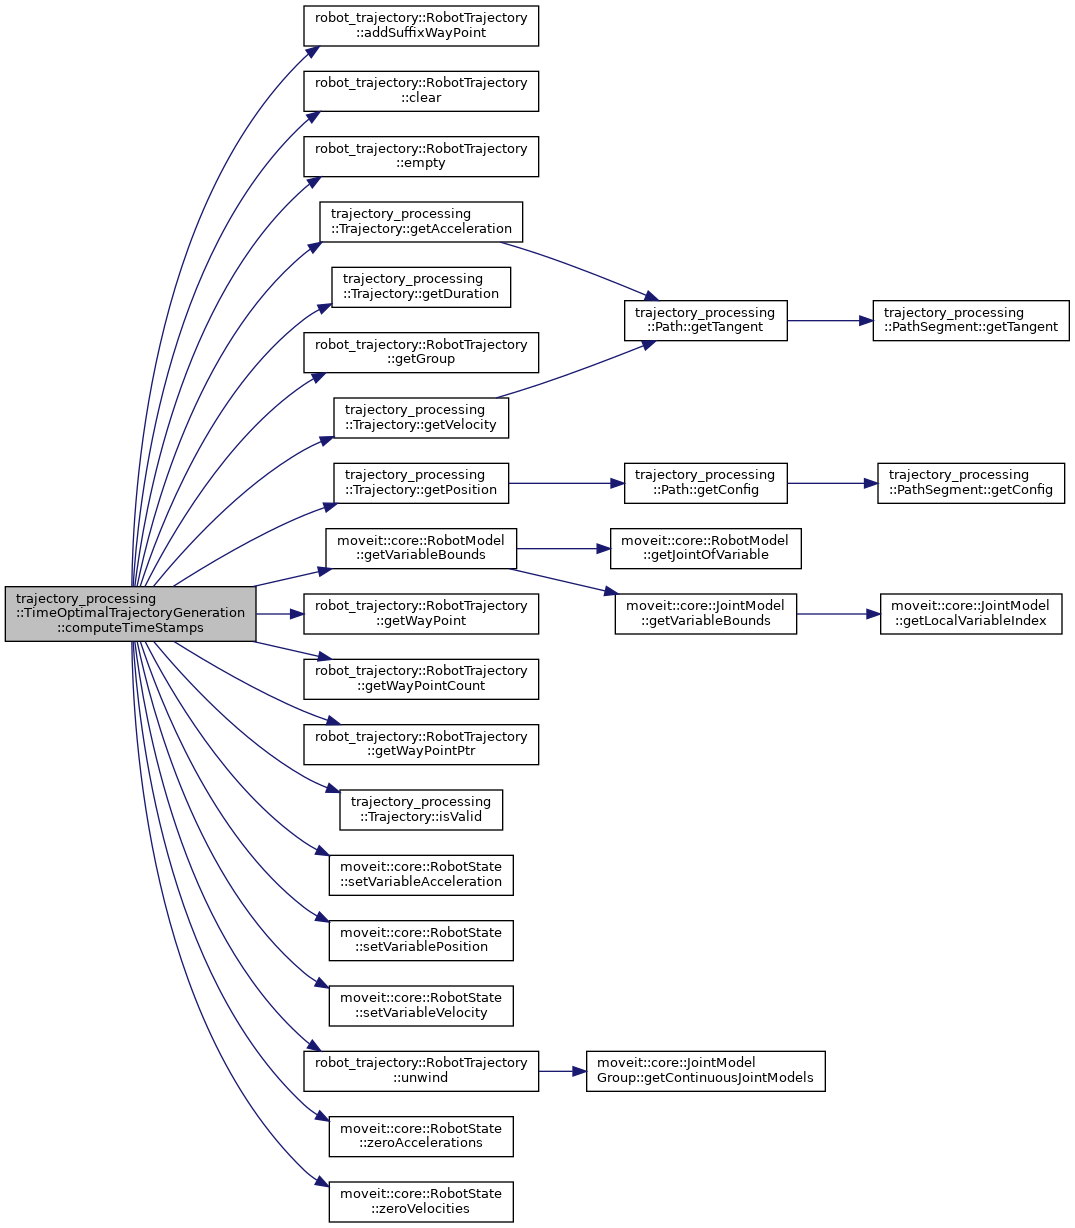 robot_trajectory::RobotTrajectory
::addSuffixWayPoint
robot_trajectory::RobotTrajectory
::clear
robot_trajectory::RobotTrajectory
::empty
trajectory_processing
::Trajectory::getAcceleration
trajectory_processing
::Trajectory::getDuration
trajectory_processing
::Path::getTangent
trajectory_processing
::PathSegment::getTangent
robot_trajectory::RobotTrajectory
::getGroup
trajectory_processing
::Trajectory::getVelocity
trajectory_processing
::Trajectory::getPosition
trajectory_processing
::Path::getConfig
trajectory_processing
::PathSegment::getConfig
moveit::core::RobotModel
::getVariableBounds
moveit::core::RobotModel
::getJointOfVariable
trajectory_processing
::TimeOptimalTrajectoryGeneration
::computeTimeStamps
robot_trajectory::RobotTrajectory
::getWayPoint
moveit::core::JointModel
::getVariableBounds
moveit::core::JointModel
::getLocalVariableIndex
robot_trajectory::RobotTrajectory
::getWayPointCount
robot_trajectory::RobotTrajectory
::getWayPointPtr
trajectory_processing
::Trajectory::isValid
moveit::core::RobotState
::setVariableAcceleration
moveit::core::RobotState
::setVariablePosition
moveit::core::RobotState
::setVariableVelocity
robot_trajectory::RobotTrajectory
::unwind
moveit::core::JointModel
Group::getContinuousJointModels
moveit::core::RobotState
::zeroAccelerations
moveit::core::RobotState
::zeroVelocities